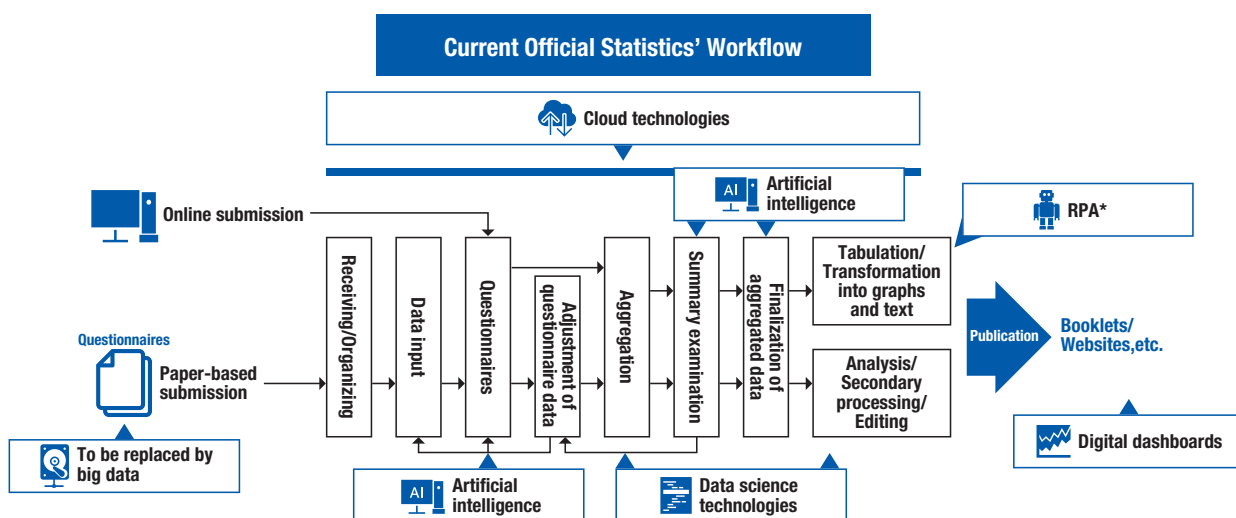 Current Official Statistics’ Workflow
Cloud technologies
AI
Artificial
intelligence
RPA*
Online submission
Receiving/Organizing
Data input
Questionnaires
Adjustment of
questionnaire data
Aggregation
Summary examination
Finalization of
aggregated data
Tabulation/
Transformation
into graphs
and text
Analysis/
Secondary
processing/
Editing
Publication
Booklets/
Websites,etc.
Questionnaires
Paper-based
submission
To be replaced by
big data
AI
Artificial
intelligence
Data science
technologies
Digital dashboards